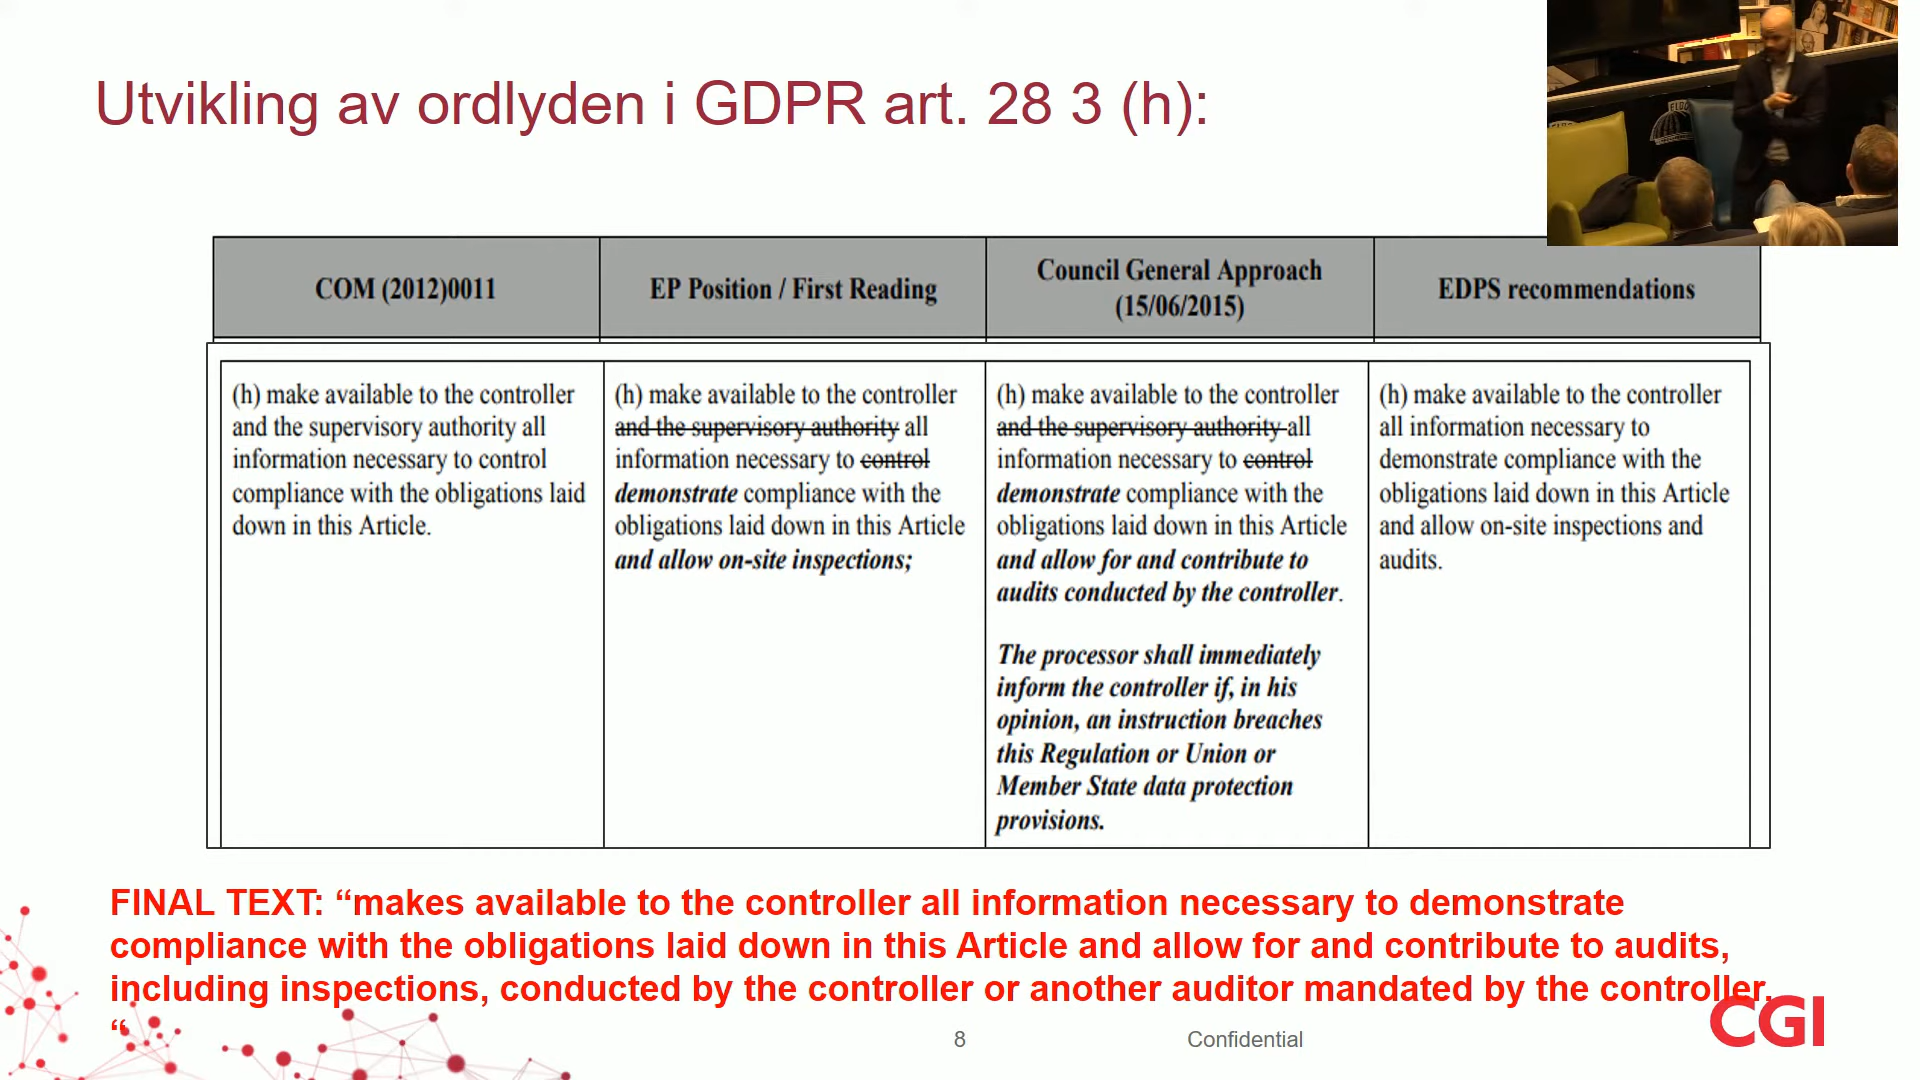 Utvikling av ordlyden i GDPR art. 28 3 (h):
COM (2012)0011
EP Position / First Reading
Council General Approach
(15/06/2015)
EDPS recommendations
(h) make available to the controller
and the supervisory authority all
information necessary to control
compliance with the obligations laid
down in this Article.
(h) make available to the controller
and the supervisory authority all
information necessary to control
demonstrate compliance with the
obligations laid down in this Article
and allow on-site inspections;
(h) make available to the controller
and the supervisory authority all
information necessary to control
demonstrate compliance with the
obligations laid down in this Article
and allow for and contribute to
audits conducted by the controller.
The processor shall immediately
inform the controller if, in his
opinion, an instruction breaches
this Regulation or Union or
Member State data protection
provisions.
(h) make available to the controller
all information necessary to
demonstrate compliance with the
obligations laid down in this Article
and allow on-site inspections and
audits.
FINAL TEXT: “makes available to the controller all information necessary to demonstrate
compliance with the obligations laid down in this Article and allow for and contribute to audits,
including inspections, conducted by the controller or another auditor mandated by the controller.
“
8
Confidential
CGI